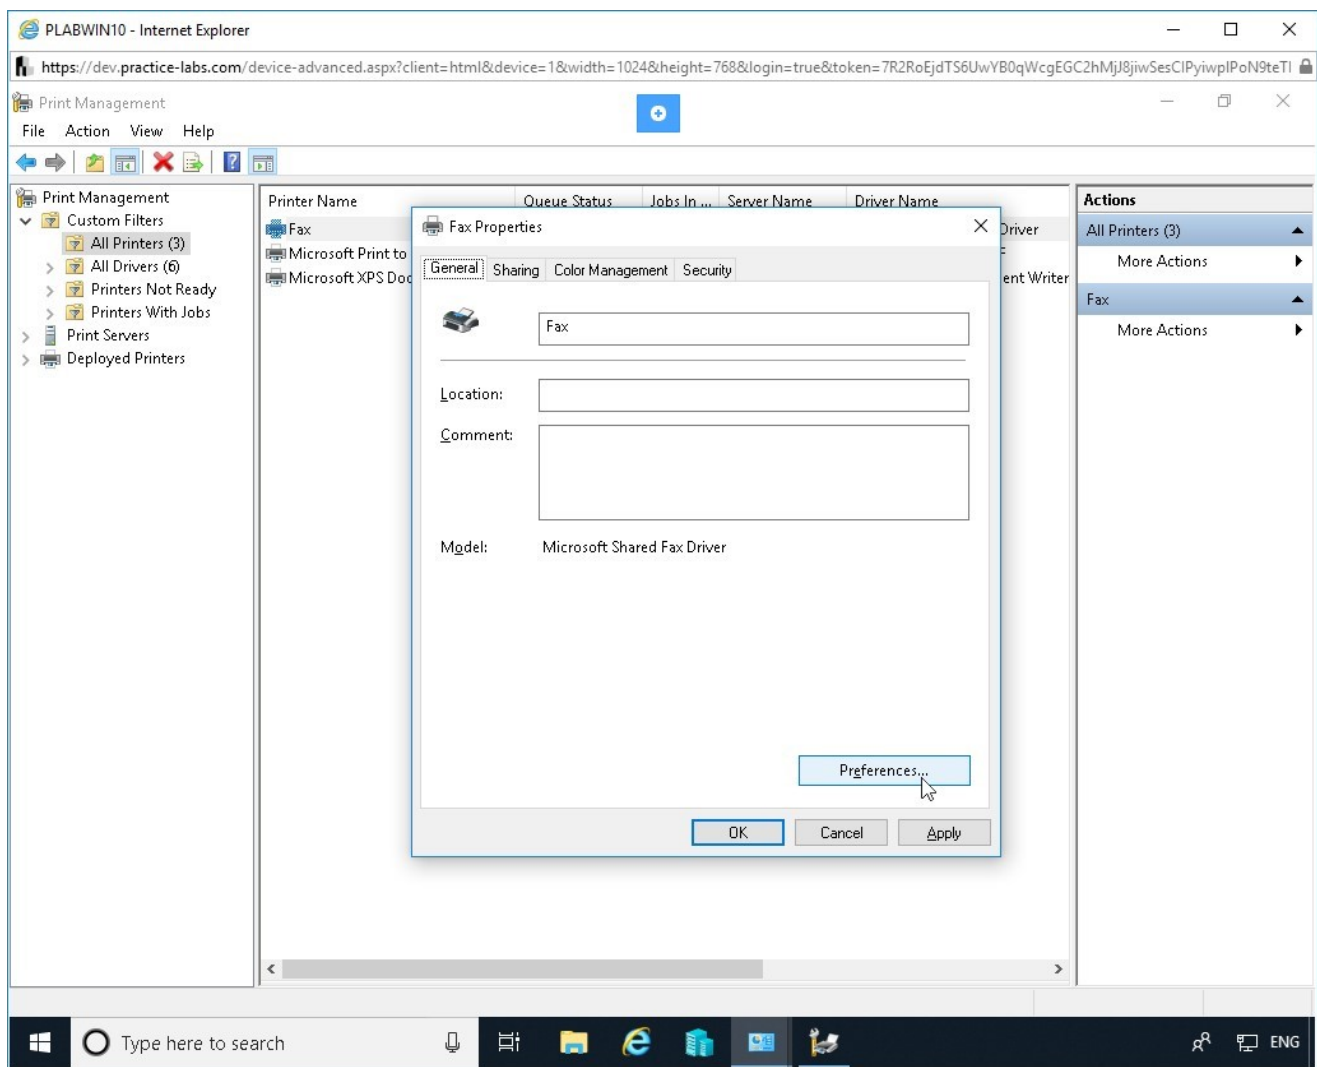 PLABWIN10 - Internet Explorer
https://dev.practice-labs.com/device-advanced.aspx?client=html&device=1&width=1024&height=768&login=true&token=7R2RoEjdTS6UwYB0qWcgEGC2hMjJ8jiwSesClPyiwplPoN9teTl
Print Management
File Action View Help
Print Management
Custom Filters
All Printers (3)
All Drivers (6)
Printers Not Ready
Printers With Jobs
Print Servers
Deployed Printers
Printer Name Queue Status Jobs In ... Server Name Driver Name
Fax Driver
Microsoft Print to F
Microsoft XPS Doc ent Writer
Fax Properties
General Sharing Color Management Security
Fax
Location:
Comment:
Model: Microsoft Shared Fax Driver
Preferences...
OK Cancel Apply
Actions
All Printers (3)
More Actions
Fax
More Actions
Type here to search
ENG